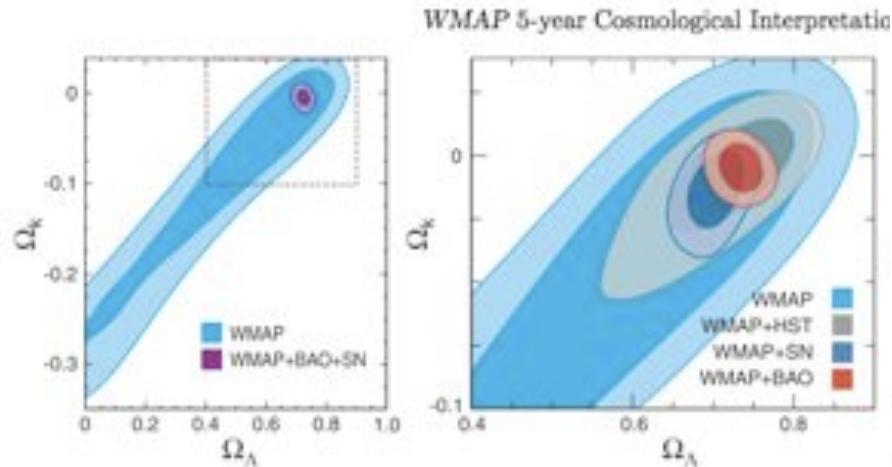 WMAP 5-year Cosmological Interpretatio
0
-0.1
-0.2
-0.3
Ωk
WMAP
WMAP+BAO+SN
0 0.2 0.4 0.6 0.8 1.0
ΩΛ
0
-0.1
Ωk
WMAP
WMAP+HST
WMAP+SN
WMAP+BAO
0.4 0.6 0.8
ΩΛ